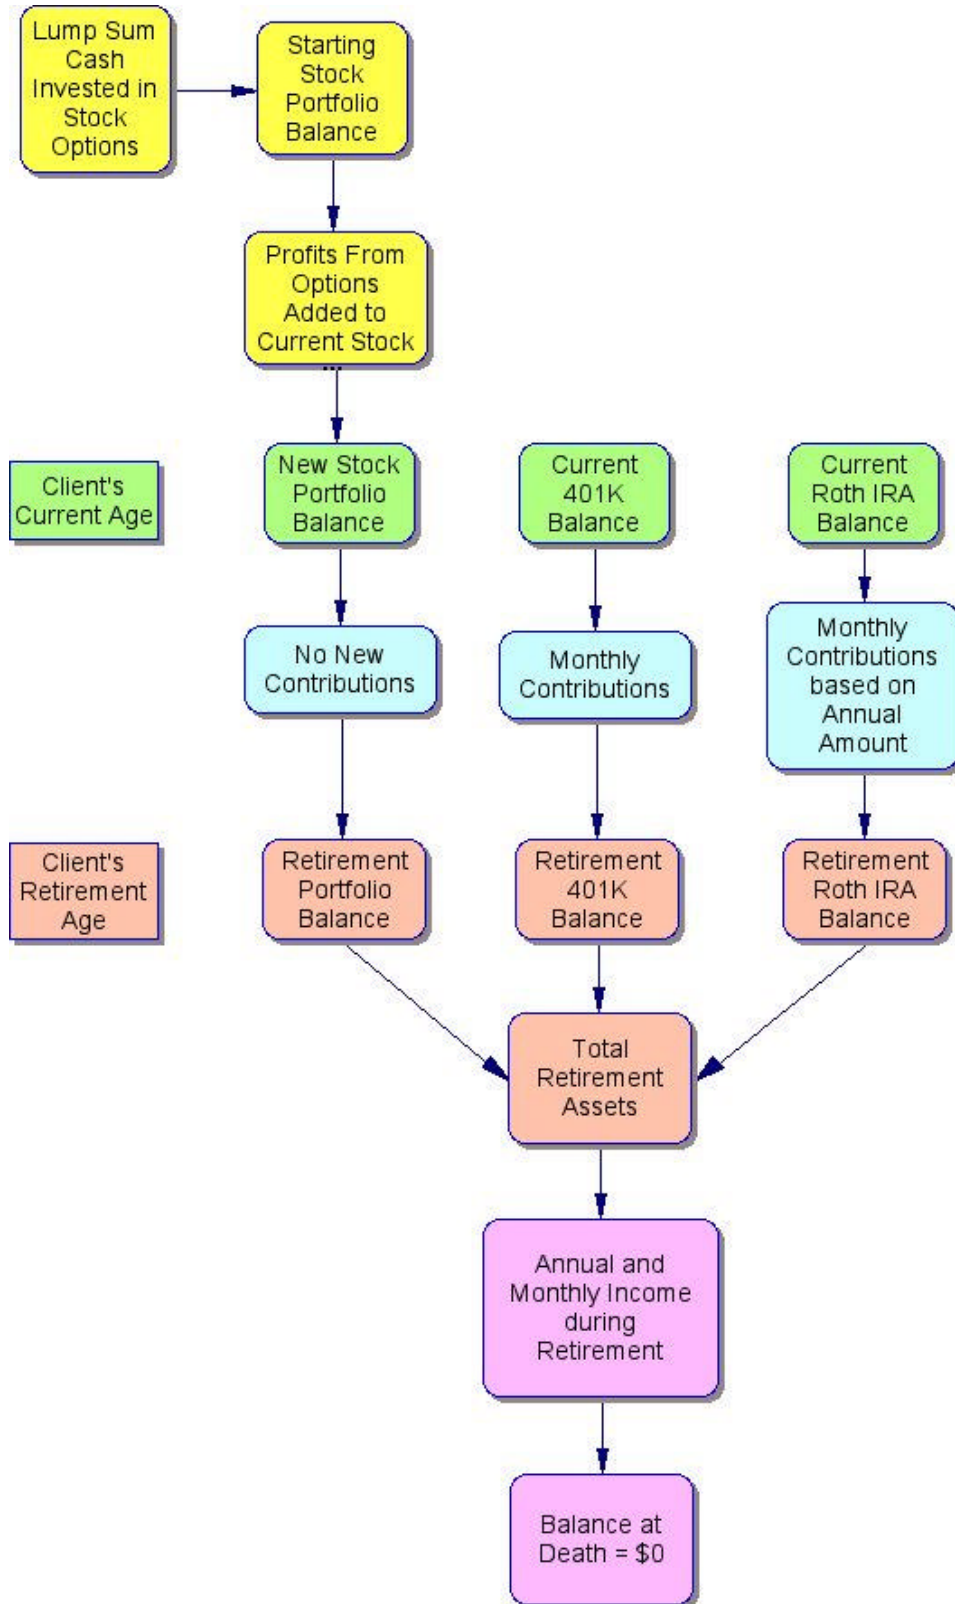 Lump Sum
Cash
Invested in
Stock
Options
Starting
Stock
Portfolio
Balance
Profits From
Options
Added to
Current Stock
...
Client's
Current Age
New Stock
Portfolio
Balance
Current
401K
Balance
Current
Roth IRA
Balance
No New
Contributions
Monthly
Contributions
Monthly
Contributions
based on
Annual
Amount
Client's
Retirement
Age
Retirement
Portfolio
Balance
Retirement
401K
Balance
Retirement
Roth IRA
Balance
Total
Retirement
Assets
Annual and
Monthly Income
during
Retirement
Balance at
Death = $0